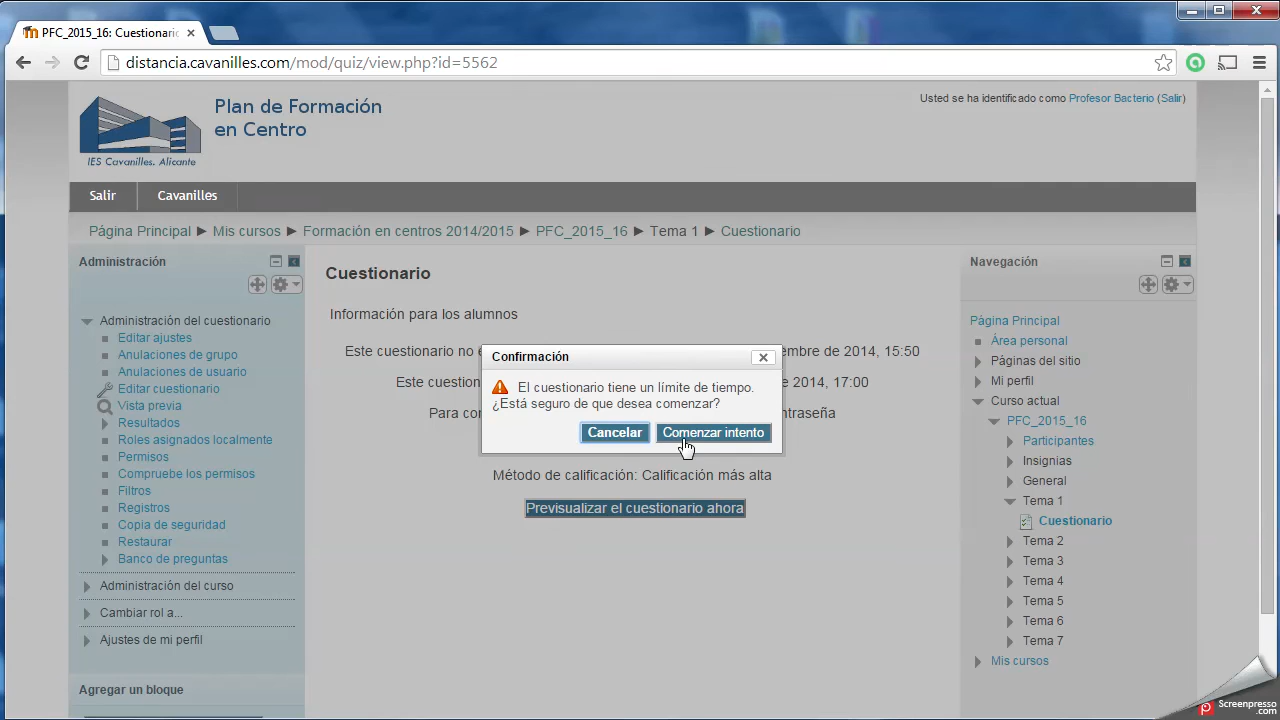 PFC_2015_16: Cuestionario
distancia.cavanilles.com/mod/quiz/view.php?id=5562
Plan de Formación
en Centro
IES Cavanilles. Alicante
Usted se ha identificado como Profesor Bacterio (Salir)
Salir
Cavanilles
Página Principal ▶ Mis cursos ▶ Formación en centros 2014/2015 ▶ PFC_2015_16 ▶ Tema 1 ▶ Cuestionario
Administración
Administración del cuestionario
Editar ajustes
Anulaciones de grupo
Anulaciones de usuario
Editar cuestionario
Vista previa
Resultados
Roles asignados localmente
Permisos
Compruebe los permisos
Filtros
Registros
Copia de seguridad
Restaurar
Banco de preguntas
Administración del curso
Cambiar rol a...
Ajustes de mi perfil
Agregar un bloque
Cuestionario
Información para los alumnos
Este cuestionario no e
embre de 2014, 15:50
Este cuestion
e 2014, 17:00
Para con
traseña
Confirmación
El cuestionario tiene un límite de tiempo.
¿Está seguro de que desea comenzar?
Cancelar
Comenzar intento
Método de calificación: Calificación más alta
Previsualizar el cuestionario ahora
Navegación
Página Principal
Área personal
Páginas del sitio
Mi perfil
Curso actual
PFC_2015_16
Participantes
Insignias
General
Tema 1
Cuestionario
Tema 2
Tema 3
Tema 4
Tema 5
Tema 6
Tema 7
Mis cursos
Screenpresso
.com